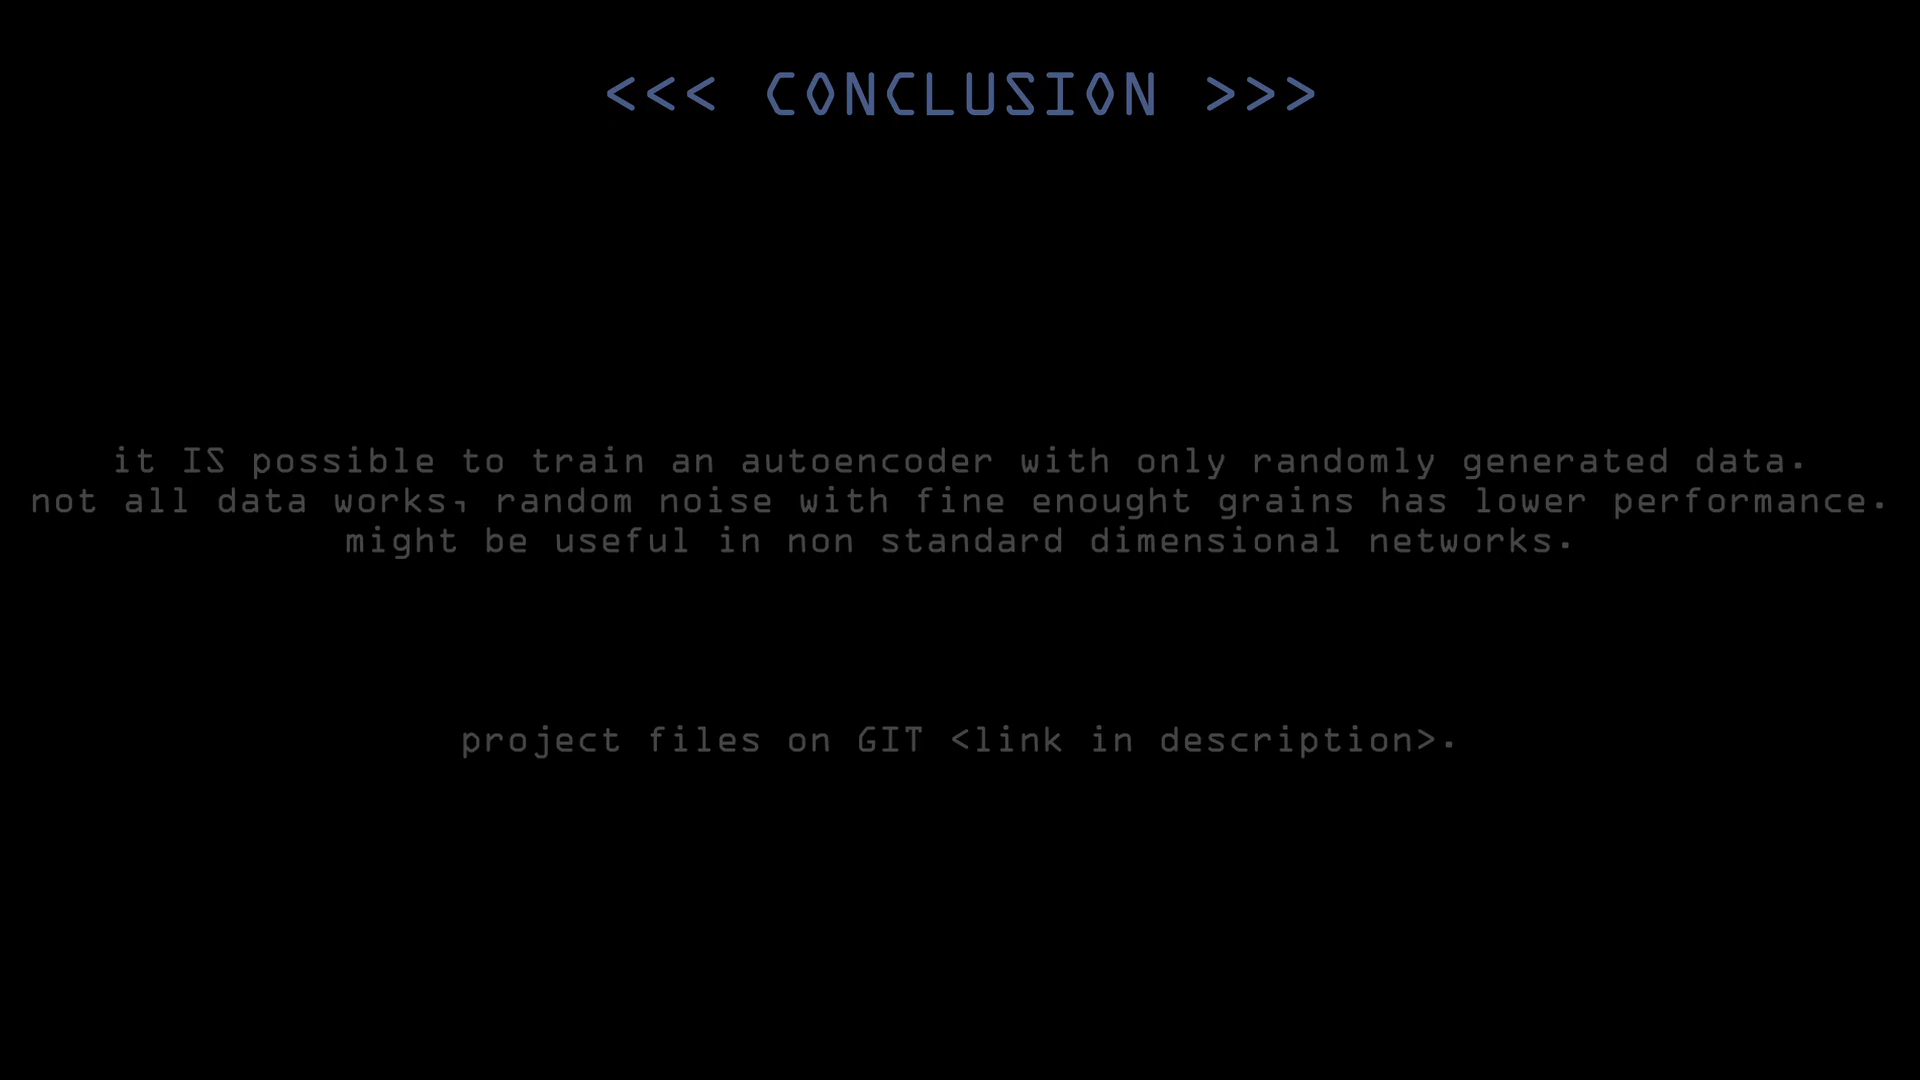 <<< CONCLUSION >>>
it IS possible to train an autoencoder with only randomly generated data.
not all data works, random noise with fine enought grains has lower performance.
might be useful in non standard dimensional networks.
project files on GIT <link in description>.